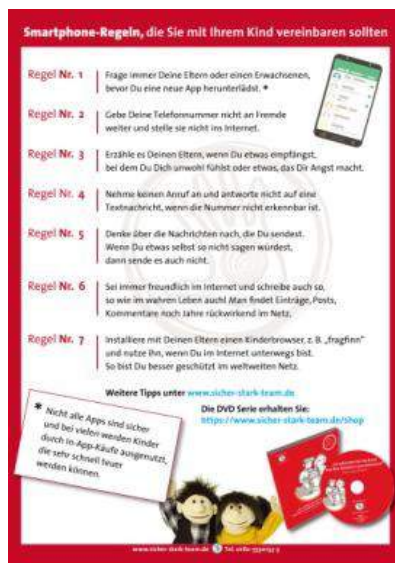 Smartphone-Regeln, die Sie mit Ihrem Kind vereinbaren sollten
Regel Nr. 1
Frage immer Deine Eltern oder einen Erwachsenen,
bevor Du eine neue App herunterlädst. *
Regel Nr. 2
Gebe Deine Telefonnummer nicht an Fremde
weiter und stelle sie nicht ins Internet.
Regel Nr. 3
Erzähle es Deinen Eltern, wenn Du etwas empfängst,
bei dem Du Dich unwohl fühlst oder etwas, das Dir Angst macht.
Regel Nr. 4
Nehme keinen Anruf an und antworte nicht auf eine
Textnachricht, wenn die Nummer nicht erkennbar ist.
Regel Nr. 5
Denke über die Nachrichten nach, die Du sendest.
Wenn Du etwas selbst so nicht sagen würdest,
dann sende es auch nicht.
Regel Nr. 6
Sei immer freundlich im Internet und schreibe auch so,
so wie im wahren Leben auch! Man findet Einträge, Posts,
Kommentare noch Jahre rückwirkend im Netz.
Regel Nr. 7
Installiere mit Deinen Eltern einen Kinderbrowser, z. B. „fragfinn“
und nutze ihn, wenn Du im Internet unterwegs bist.
So bist Du besser geschützt im weltweiten Netz.
Weitere Tipps unter www.sicher-stark-team.de
Die DVD Serie erhalten Sie:
https://www.sicher-stark-team.de/shop
* Nicht alle Apps sind sicher
und bei vielen werden Kinder
durch In-App-Käufe ausgenutzt,
die sehr schnell teuer
werden können.
www.sicher-stark-team.de